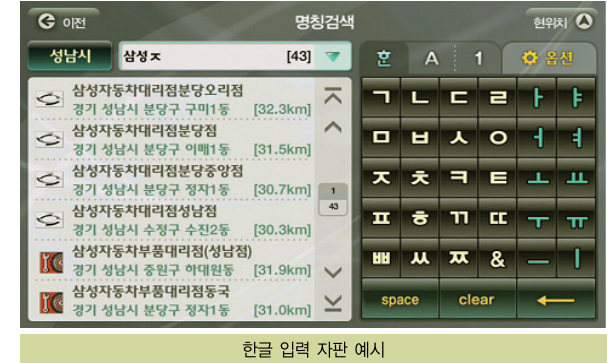 이전 명칭검색 현위치
성남시 삼성ㅈ [43] 훈 A 1 옵션
삼성자동차대리점분당오리점
경기 성남시 분당구 구미1동 [32.3km]
삼성자동차대리점분당점
경기 성남시 분당구 이매1동 [31.5km]
삼성자동차대리점분당중앙점
경기 성남시 분당구 정자1동 [30.7km]
삼성자동차대리점성남점
경기 성남시 수정구 수진2동 [30.3km]
삼성자동차부품대리점(성남점)
경기 성남시 중원구 하대원동 [31.9km]
삼성자동차부품대리점동국
경기 성남시 분당구 정자1동 [31.0km]
1
43
ㄱ ㄴ ㄷ ㄹ ㅏ ㅑ
ㅁ ㅂ ㅅ ㅇ ㅓ ㅕ
ㅈ ㅊ ㅋ ㅌ ㅗ ㅛ
ㅍ ㅎ ㄲ ㄸ ㅜ ㅠ
ㅃ ㅆ ㅉ & ㅡ ㅣ
space clear
한글 입력 자판 예시